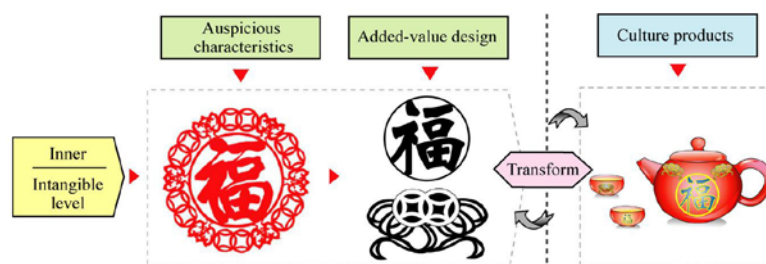 Auspicious
characteristics
Added-value design
Culture products
Inner
Intangible
level
福
福
Transform
福